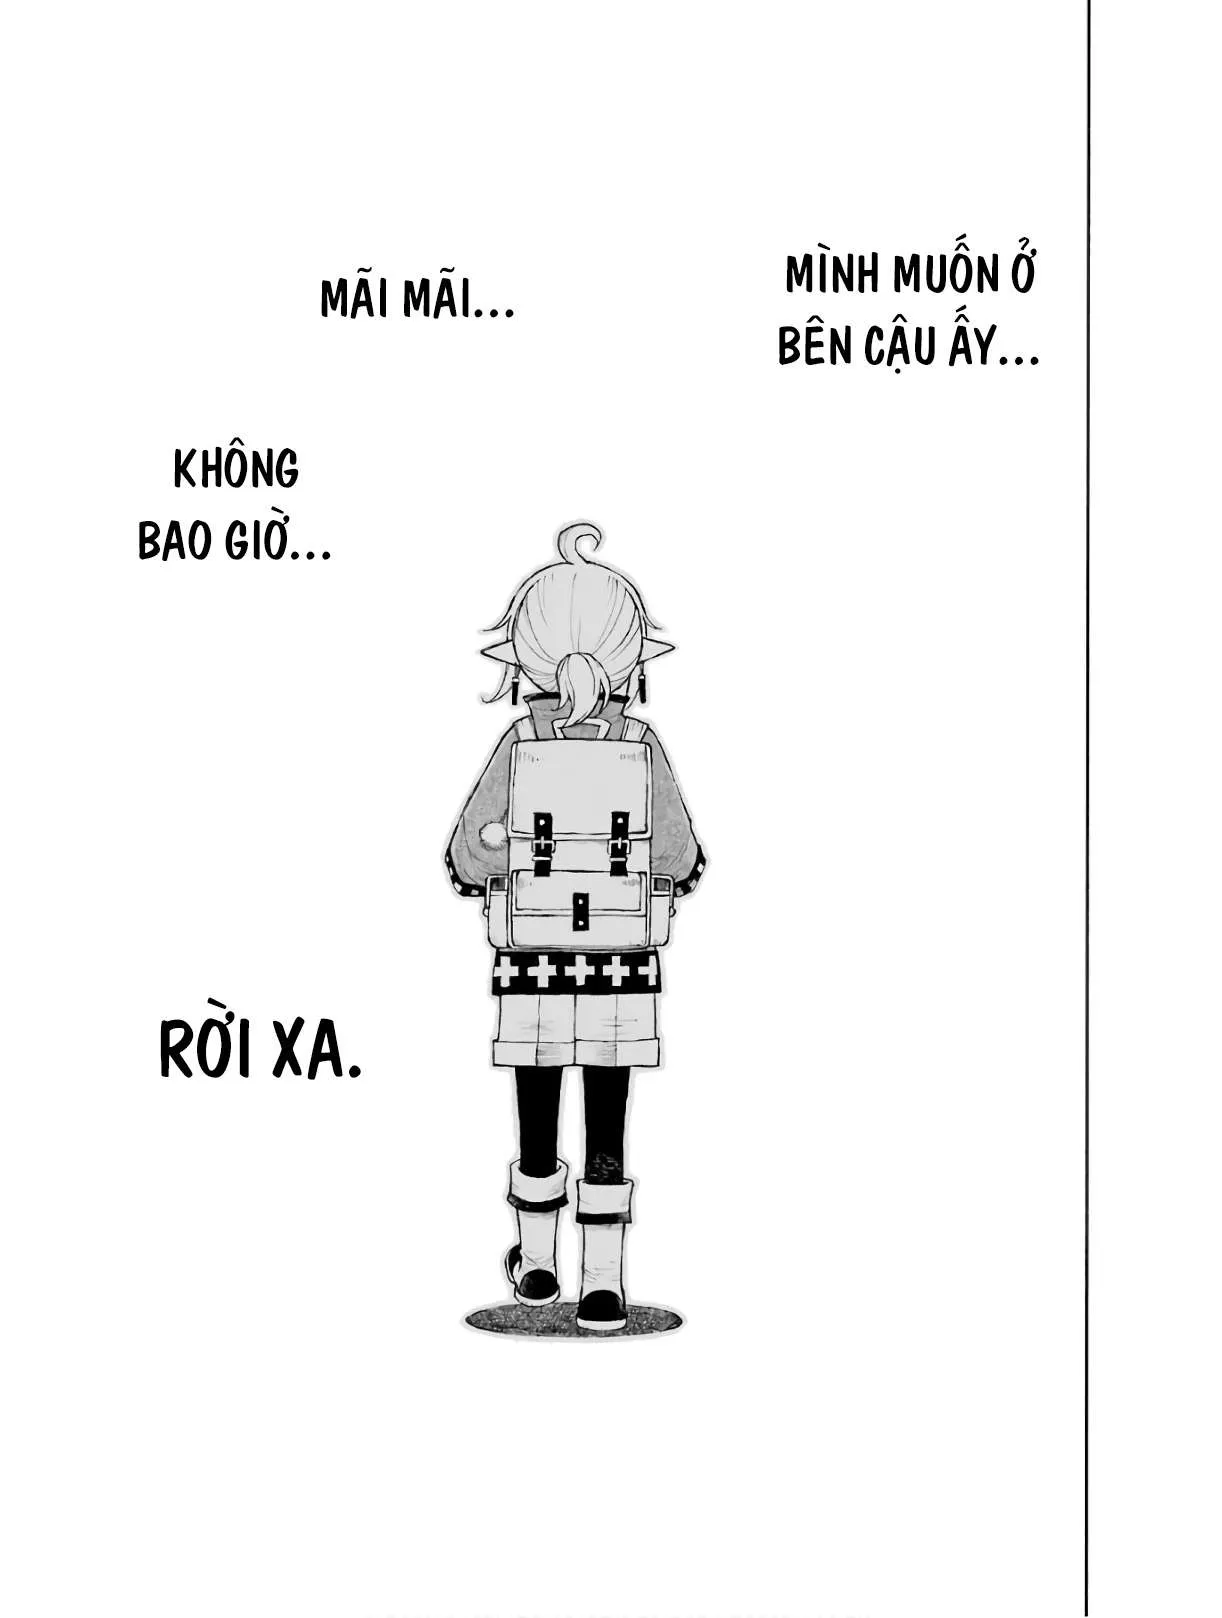 MÌNH MUỐN Ở
BÊN CẬU ẤY...
MÃI MÃI...
KHÔNG
BAO GIỜ...
RỜI XA.